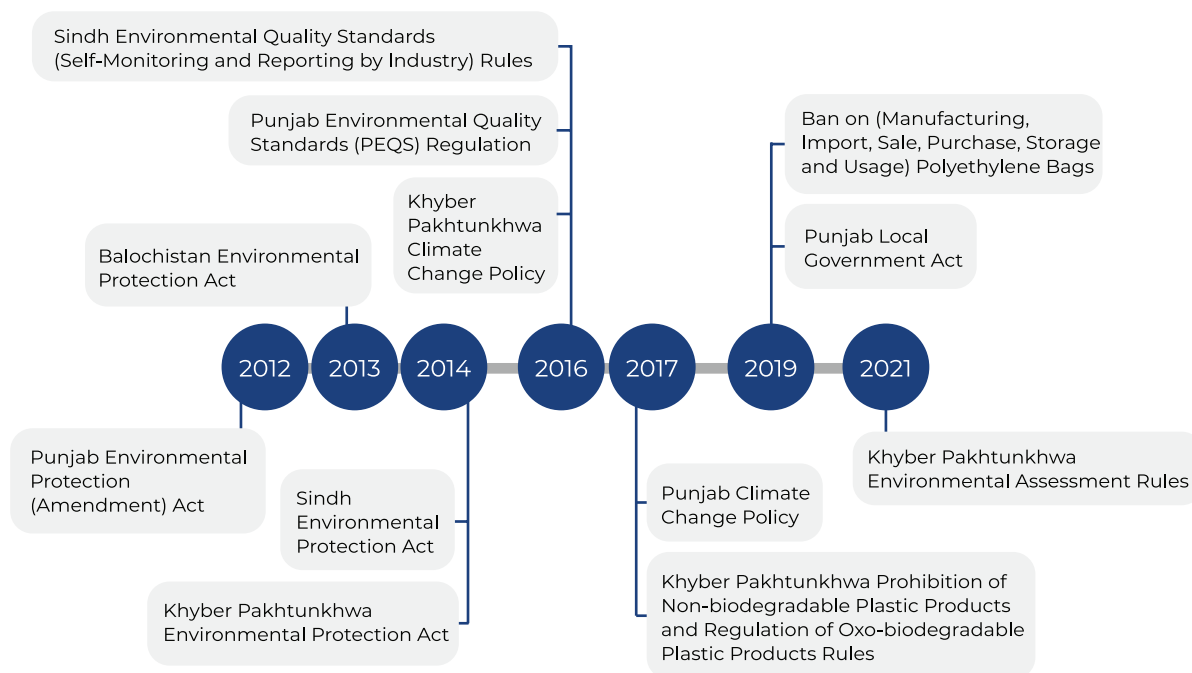 Sindh Environmental Quality Standards
(Self-Monitoring and Reporting by Industry) Rules
Punjab Environmental Quality
Standards (PEQS) Regulation
Khyber
Pakhtunkhwa
Climate
Change Policy
Balochistan Environmental
Protection Act
Ban on (Manufacturing,
Import, Sale, Purchase, Storage
and Usage) Polyethylene Bags
Punjab Local
Government Act
2012
2013
2014
2016
2017
2019
2021
Punjab Environmental
Protection
(Amendment) Act
Sindh
Environmental
Protection Act
Khyber Pakhtunkhwa
Environmental Protection Act
Punjab Climate
Change Policy
Khyber Pakhtunkhwa Prohibition of
Non-biodegradable Plastic Products
and Regulation of Oxo-biodegradable
Plastic Products Rules
Khyber Pakhtunkhwa
Environmental Assessment Rules